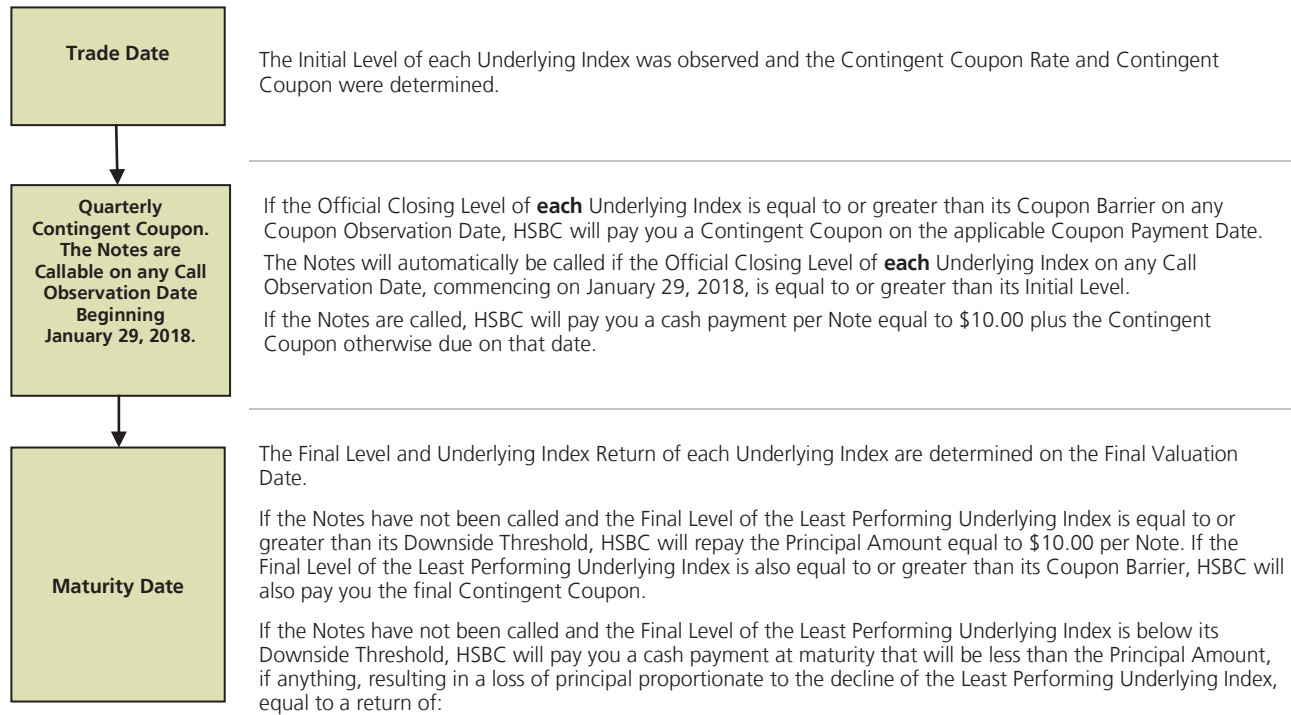 Trade Date
The Initial Level of each Underlying Index was observed and the Contingent Coupon Rate and Contingent
Coupon were determined.
Quarterly
Contingent Coupon.
The Notes are
Callable on any Call
Observation Date
Beginning
January 29, 2018.
If the Official Closing Level of each Underlying Index is equal to or greater than its Coupon Barrier on any
Coupon Observation Date, HSBC will pay you a Contingent Coupon on the applicable Coupon Payment Date.
The Notes will automatically be called if the Official Closing Level of each Underlying Index on any Call
Observation Date, commencing on January 29, 2018, is equal to or greater than its Initial Level.
If the Notes are called, HSBC will pay you a cash payment per Note equal to $10.00 plus the Contingent
Coupon otherwise due on that date.
Maturity Date
The Final Level and Underlying Index Return of each Underlying Index are determined on the Final Valuation
Date.
If the Notes have not been called and the Final Level of the Least Performing Underlying Index is equal to or
greater than its Downside Threshold, HSBC will repay the Principal Amount equal to $10.00 per Note. If the
Final Level of the Least Performing Underlying Index is also equal to or greater than its Coupon Barrier, HSBC will
also pay you the final Contingent Coupon.
If the Notes have not been called and the Final Level of the Least Performing Underlying Index is below its
Downside Threshold, HSBC will pay you a cash payment at maturity that will be less than the Principal Amount,
if anything, resulting in a loss of principal proportionate to the decline of the Least Performing Underlying Index,
equal to a return of: